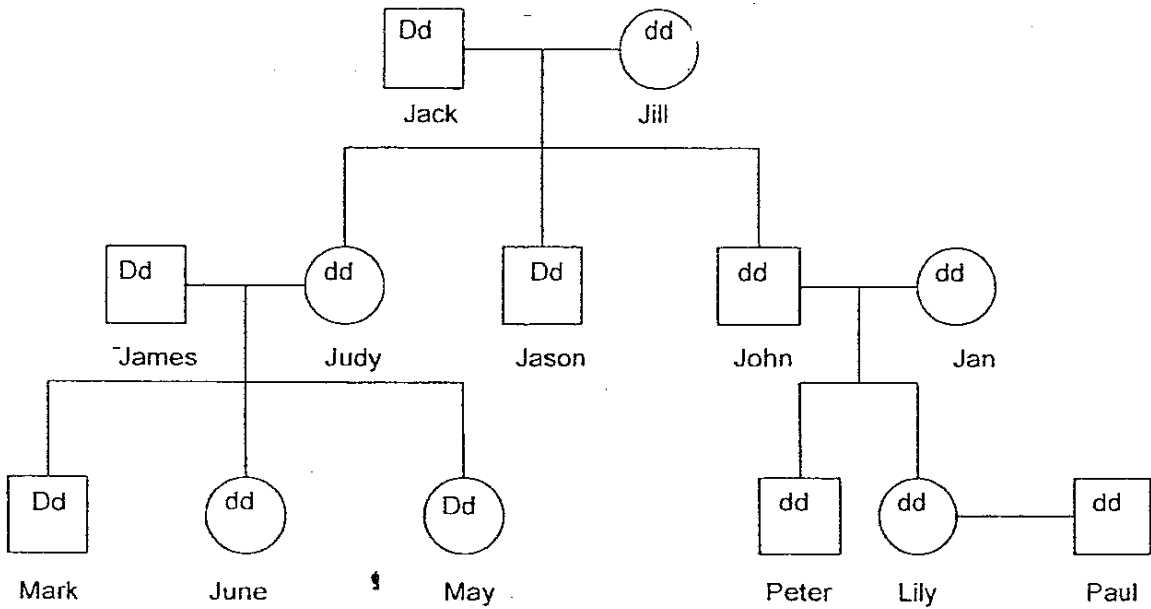 Dd dd
Jack Jill
Dd dd Dd dd dd
James Judy Jason John Jan
Dd dd Dd dd dd dd
Mark June May Peter Lily Paul